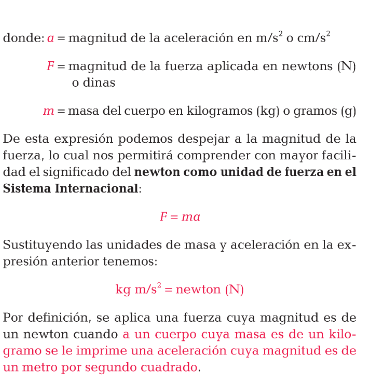 donde: a = magnitud de la aceleración en m/s² o cm/s²
F = magnitud de la fuerza aplicada en newtons (N)
o dinas
m = masa del cuerpo en kilogramos (kg) o gramos (g)
De esta expresión podemos despejar a la magnitud de la
fuerza, lo cual nos permitirá comprender con mayor facili-
dad el significado del newton como unidad de fuerza en el
Sistema Internacional:
F = ma
Sustituyendo las unidades de masa y aceleración en la ex-
presión anterior tenemos:
kg m/s² = newton (N)
Por definición, se aplica una fuerza cuya magnitud es de
un newton cuando a un cuerpo cuya masa es de un kilo-
gramo se le imprime una aceleración cuya magnitud es de
un metro por segundo cuadrado.